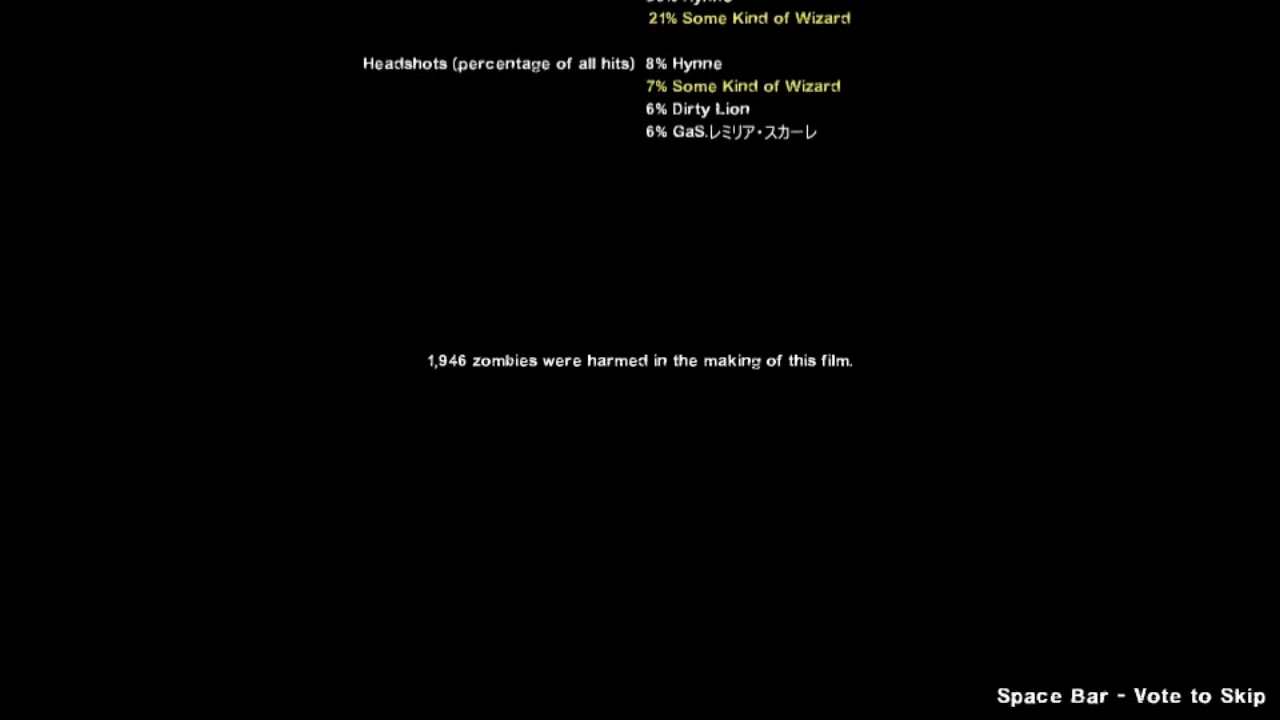 21% Some Kind of Wizard
Headshots (percentage of all hits) 8% Hynne
7% Some Kind of Wizard
6% Dirty Lion
6% GaS.レミリア・スカーレ
1,946 zombies were harmed in the making of this film.
Space Bar - Vote to Skip